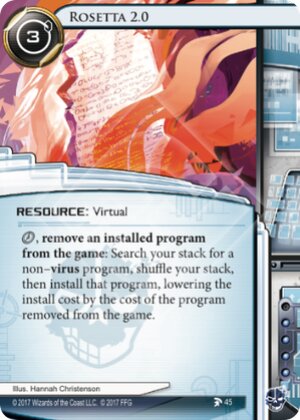 Rosetta 2.0
3
RESOURCE: Virtual
, remove an installed program
from the game: Search your stack for a
non-virus program, shuffle your stack,
then install that program, lowering the
install cost by the cost of the program
removed from the game.
Illus. Hannah Christenson
© 2017 Wizards of the Coast LLC. © 2017 FFG
45